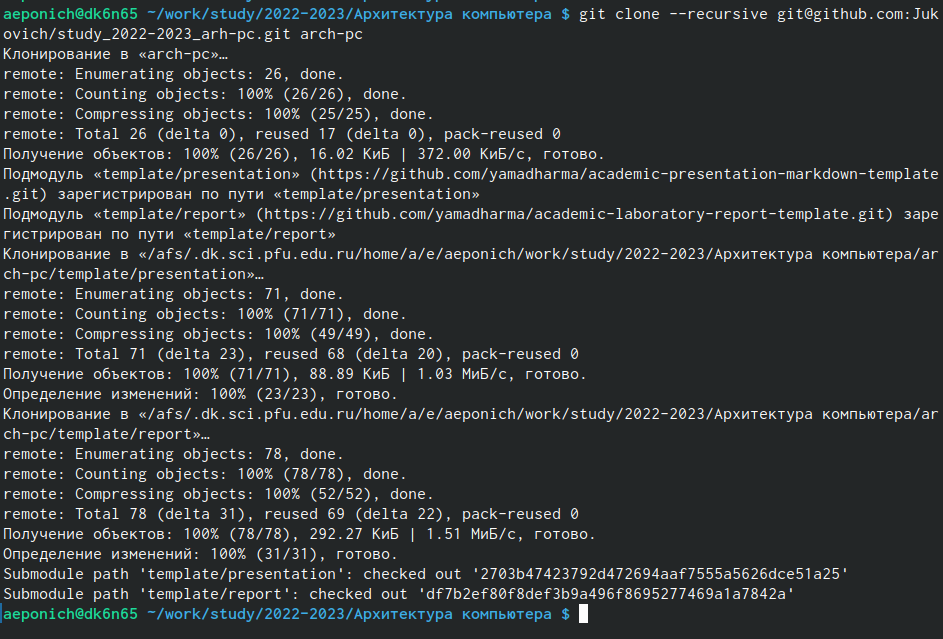 aeponich@dk6n65 ~/work/study/2022-2023/Архитектура компьютера $ git clone --recursive git@github.com:Juk
ovich/study_2022-2023_arh-pc.git arch-pc
Клонирование в «arch-pc»…
remote: Enumerating objects: 26, done.
remote: Counting objects: 100% (26/26), done.
remote: Compressing objects: 100% (25/25), done.
remote: Total 26 (delta 0), reused 17 (delta 0), pack-reused 0
Получение объектов: 100% (26/26), 16.02 КиБ | 372.00 КиБ/с, готово.
Подмодуль «template/presentation» (https://github.com/yamadharma/academic-presentation-markdown-template
.git) зарегистрирован по пути «template/presentation»
Подмодуль «template/report» (https://github.com/yamadharma/academic-laboratory-report-template.git) заре
гистрирован по пути «template/report»
Клонирование в «/afs/.dk.sci.pfu.edu.ru/home/a/e/aeponich/work/study/2022-2023/Архитектура компьютера/ar
ch-pc/template/presentation»…
remote: Enumerating objects: 71, done.
remote: Counting objects: 100% (71/71), done.
remote: Compressing objects: 100% (49/49), done.
remote: Total 71 (delta 23), reused 68 (delta 20), pack-reused 0
Получение объектов: 100% (71/71), 88.89 КиБ | 1.03 МиБ/с, готово.
Определение изменений: 100% (23/23), готово.
Клонирование в «/afs/.dk.sci.pfu.edu.ru/home/a/e/aeponich/work/study/2022-2023/Архитектура компьютера/ar
ch-pc/template/report»…
remote: Enumerating objects: 78, done.
remote: Counting objects: 100% (78/78), done.
remote: Compressing objects: 100% (52/52), done.
remote: Total 78 (delta 31), reused 69 (delta 22), pack-reused 0
Получение объектов: 100% (78/78), 292.27 КиБ | 1.51 МиБ/с, готово.
Определение изменений: 100% (31/31), готово.
Submodule path 'template/presentation': checked out '2703b47423792d472694aaf7555a5626dce51a25'
Submodule path 'template/report': checked out 'df7b2ef80f8def3b9a496f8695277469a1a7842a'
aeponich@dk6n65 ~/work/study/2022-2023/Архитектура компьютера $